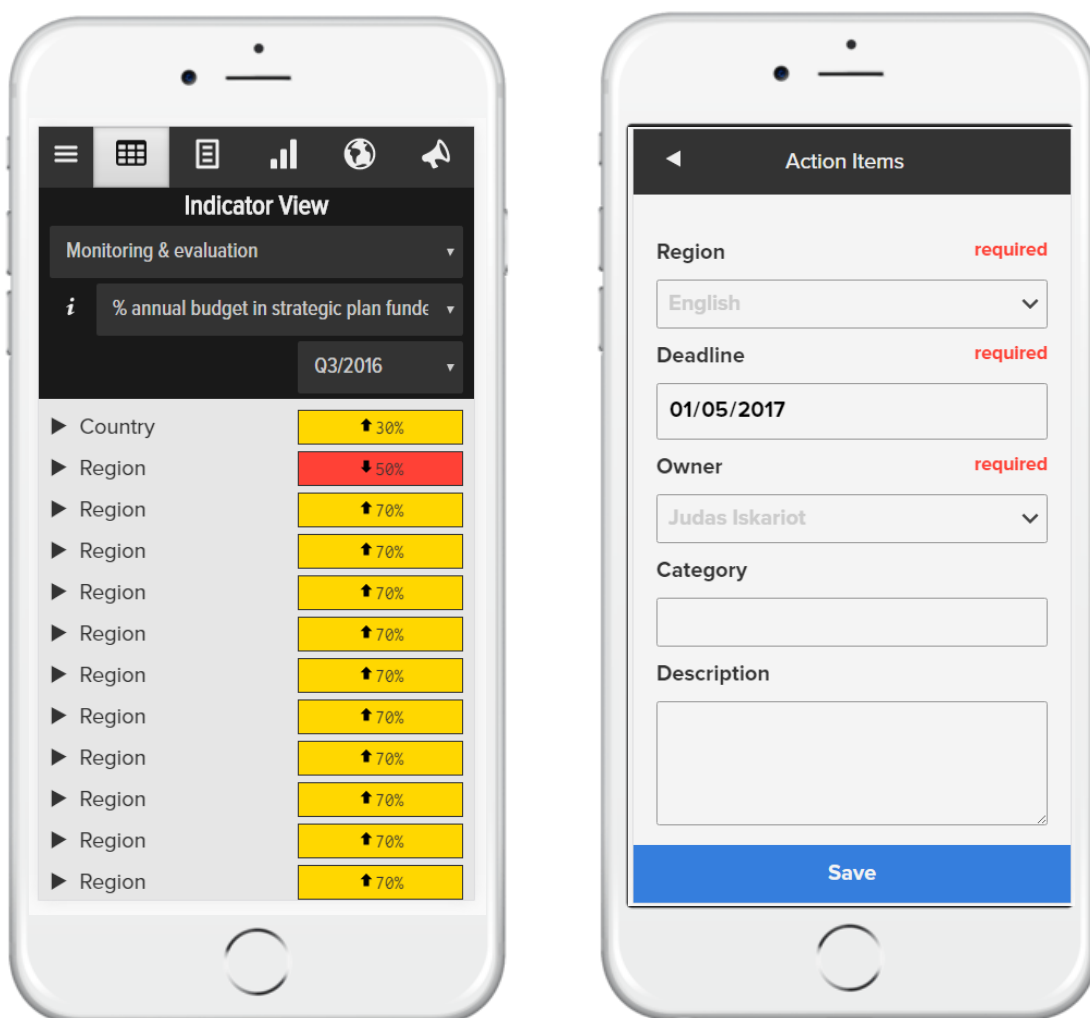 Indicator View
Monitoring & evaluation
i % annual budget in strategic plan funde
Q3/2016
Country 30%
Region 50%
Region 70%
Region 70%
Region 70%
Region 70%
Region 70%
Region 70%
Region 70%
Region 70%
Region 70%
Region 70%
Action Items
Region required
English
Deadline required
01/05/2017
Owner required
Judas Iskariot
Category
Description
Save